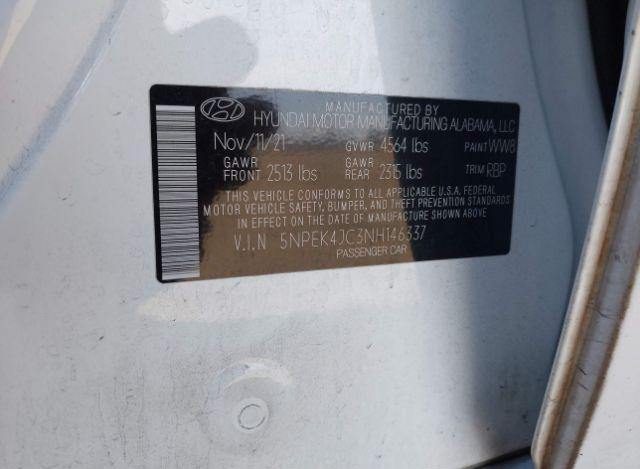 MANUFACTURED BY
HYUNDAI MOTOR MANUFACTURING ALABAMA, LLC
Nov/11/21 GVWR 4564 lbs PAINT WW8
GAWR FRONT 2513 lbs GAWR REAR 2315 lbs TRIM RBP
THIS VEHICLE CONFORMS TO ALL APPLICABLE U.S.A. FEDERAL
MOTOR VEHICLE SAFETY, BUMPER, AND THEFT PREVENTION STANDARDS
IN EFFECT ON THE DATE OF MANUFACTURE SHOWN ABOVE.
V.I.N 5NPEK4JC3NH146337
PASSENGER CAR